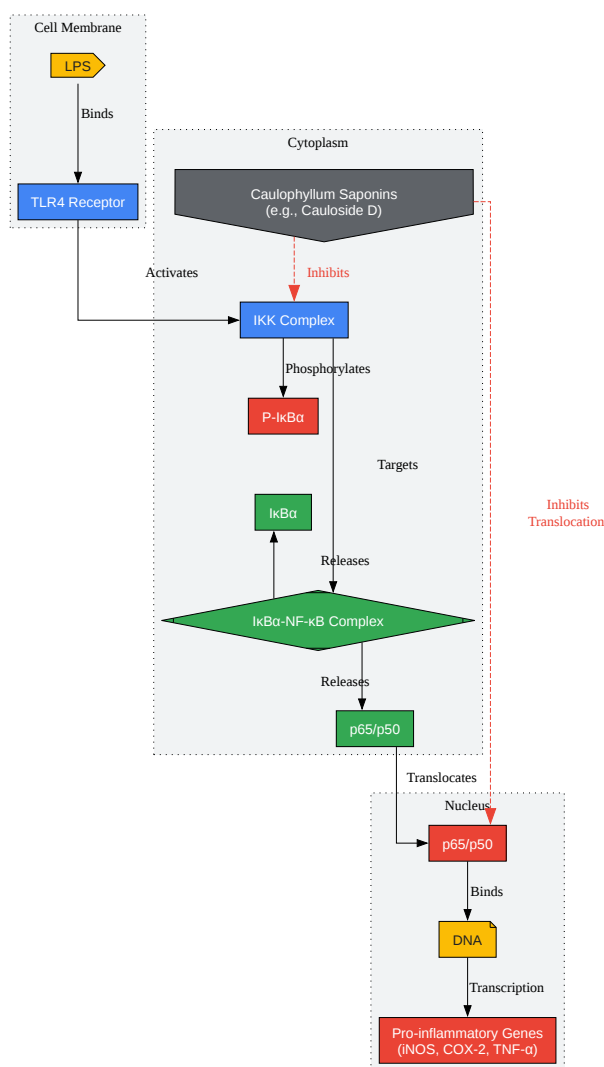 Cell Membrane
LPS
Binds
TLR4 Receptor
Cytoplasm
Caulophyllum Saponins
(e.g., Cauloside D)
Activates
Inhibits
IKK Complex
Phosphorylates
P-IκBα
Targets
IκBα
Inhibits
Translocation
Releases
IκBα-NF-κB Complex
Releases
p65/p50
Translocates
Nucleus
p65/p50
Binds
DNA
Transcription
Pro-inflammatory Genes
(iNOS, COX-2, TNF-α)